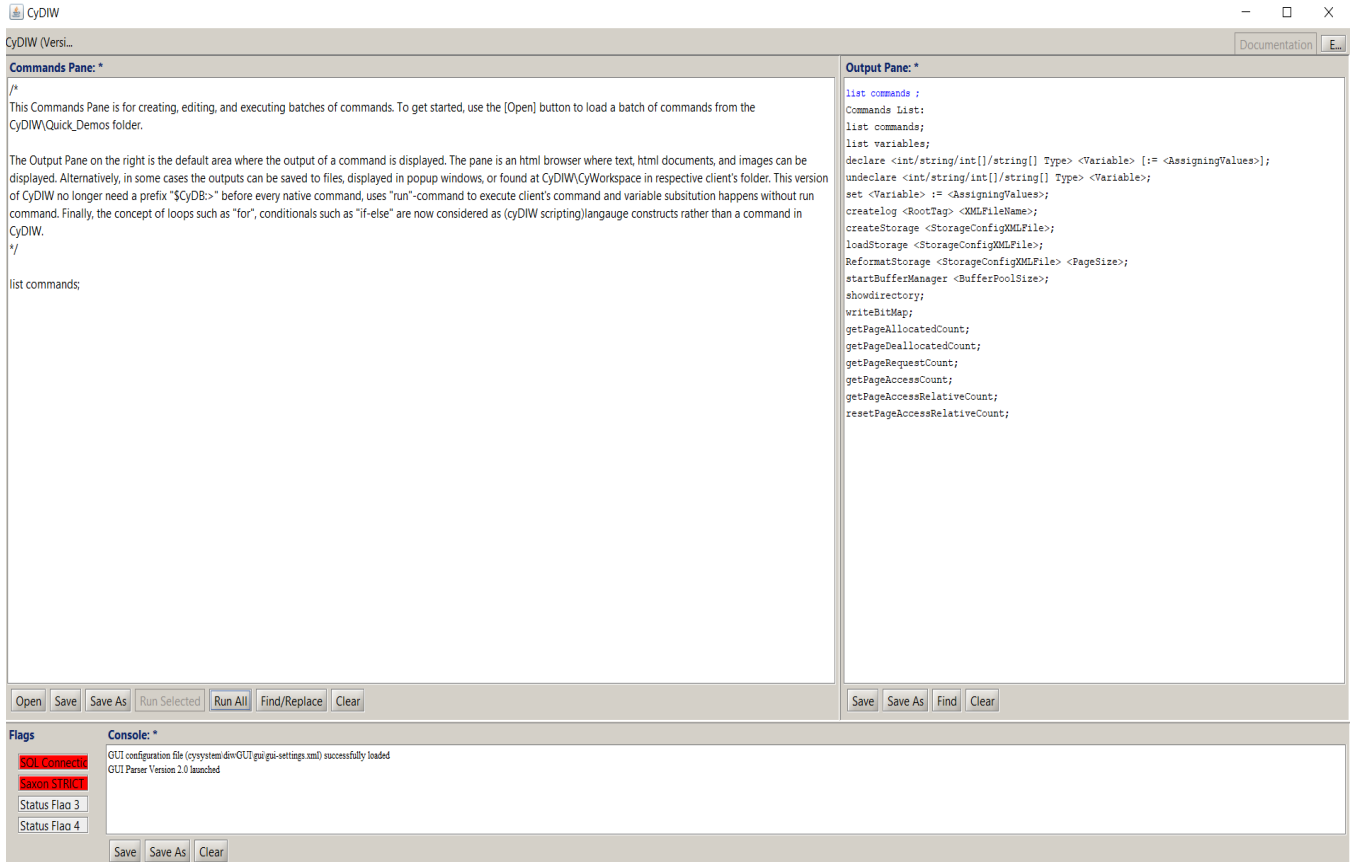 CyDIW
CyDIW (Versi...
Documentation
E...
Commands Pane: *
/*
This Commands Pane is for creating, editing, and executing batches of commands. To get started, use the [Open] button to load a batch of commands from the
CyDIW\Quick_Demos folder.
The Output Pane on the right is the default area where the output of a command is displayed. The pane is an html browser where text, html documents, and images can be
displayed. Alternatively, in some cases the outputs can be saved to files, displayed in popup windows, or found at CyDIW\CyWorkspace in respective client's folder. This version
of CyDIW no longer need a prefix "$CyDB:>" before every native command, uses "run"-command to execute client's command and variable subsitution happens without run
command. Finally, the concept of loops such as "for", conditionals such as "if-else" are now considered as (cyDIW scripting)langauge constructs rather than a command in
CyDIW.
*/
list commands;
Open Save Save As Run Selected Run All Find/Replace Clear
Output Pane: *
list commands ;
Commands List:
list commands;
list variables;
declare <int/string/int[]/string[] Type> <Variable> [:= <AssigningValues>];
undeclare <int/string/int[]/string[] Type> <Variable>;
set <Variable> := <AssigningValues>;
createlog <RootTag> <XMLFileName>;
createStorage <StorageConfigXMLFile>;
loadStorage <StorageConfigXMLFile>;
ReformatStorage <StorageConfigXMLFile> <PageSize>;
startBufferManager <BufferPoolSize>;
showdirectory;
writeBitMap;
getPageAllocatedCount;
getPageDeallocatedCount;
getPageRequestCount;
getPageAccessCount;
getPageAccessRelativeCount;
resetPageAccessRelativeCount;
Save Save As Find Clear
Flags
SQL Connectic
Saxon STRICT
Status Flag 3
Status Flag 4
Console: *
GUI configuration file (cysystem\diwGUI\gui\gui-settings.xml) successfully loaded
GUI Parser Version 2.0 launched
Save Save As Clear